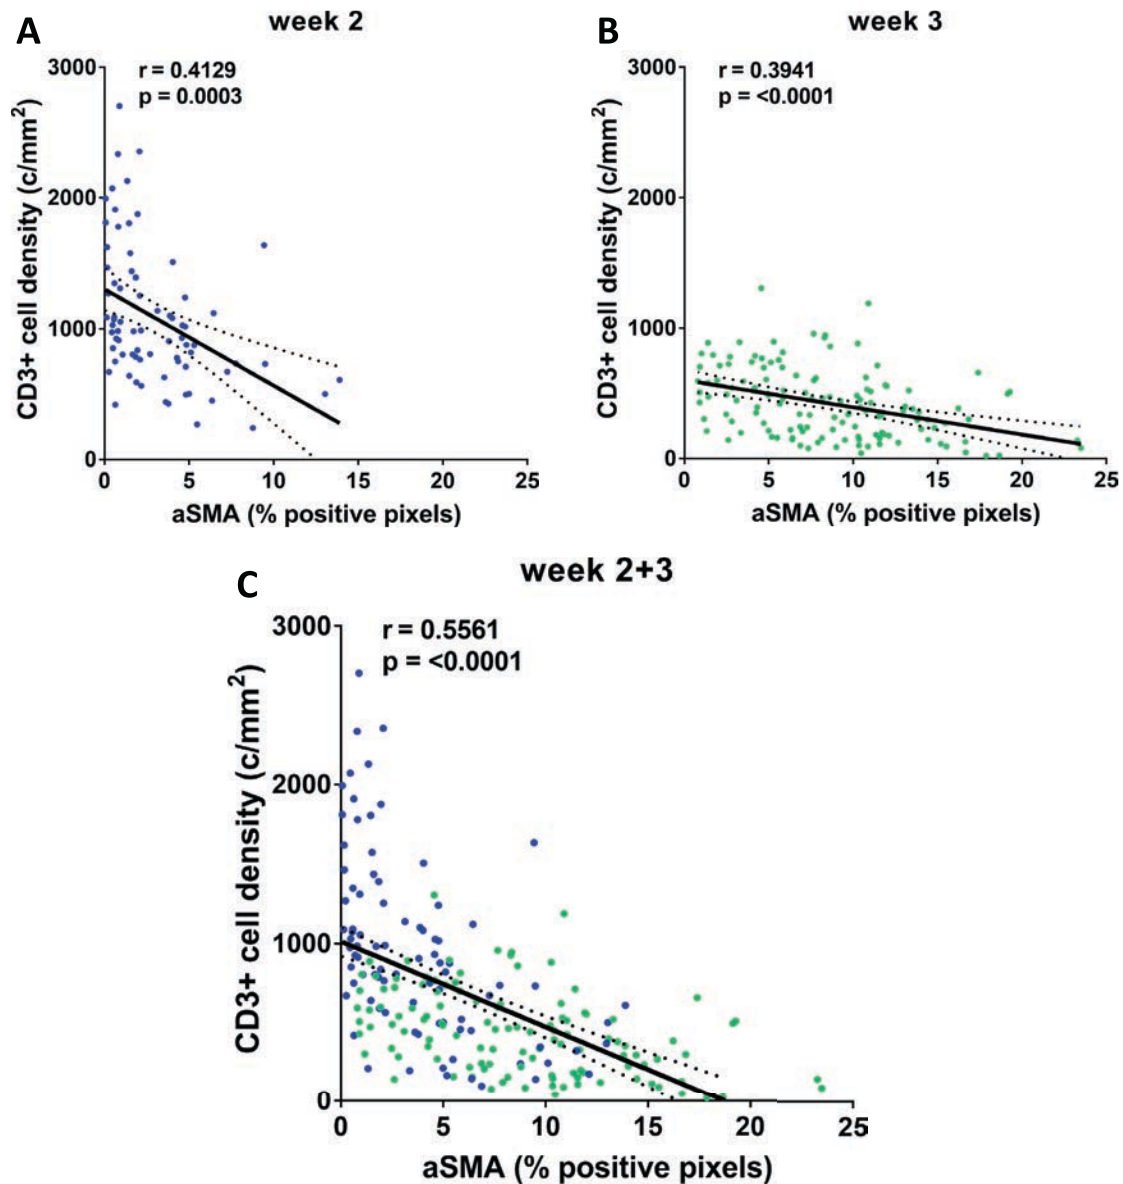 A
week 2
r = 0.4129
p = 0.0003
CD3+ cell density (c/mm²)
3000
2000
1000
0
0 5 10 15 20 25
aSMA (% positive pixels)
B
week 3
r = 0.3941
p = <0.0001
CD3+ cell density (c/mm²)
3000
2000
1000
0
0 5 10 15 20 25
aSMA (% positive pixels)
C
week 2+3
r = 0.5561
p = <0.0001
CD3+ cell density (c/mm²)
3000
2000
1000
0
0 5 10 15 20 25
aSMA (% positive pixels)